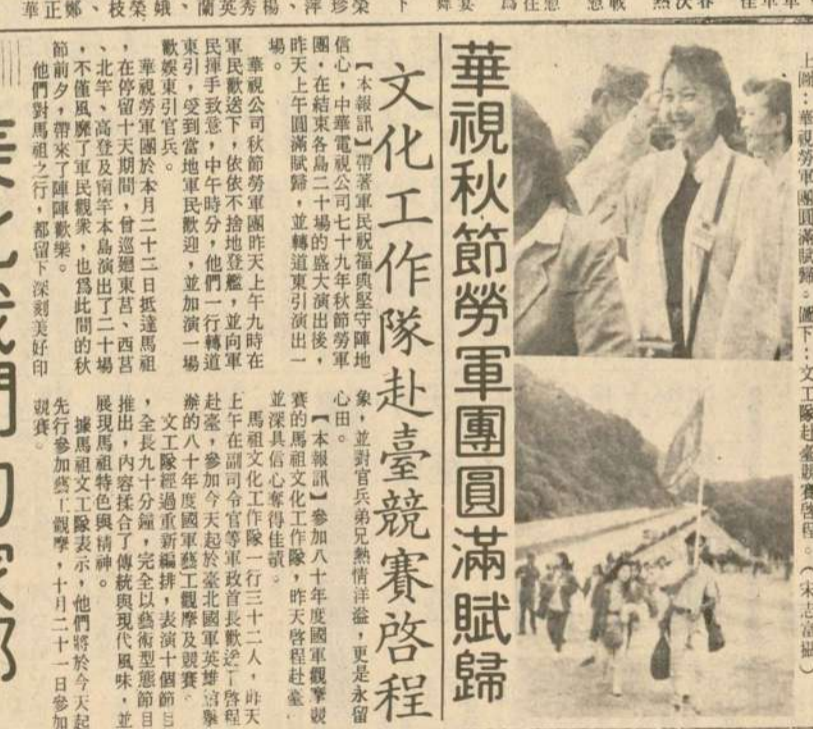 上圖：華視勞軍團圓滿賦歸。圖下：文工隊赴臺競賽啓程。（宋志富攝）
華視秋節勞軍團圓滿賦歸
文化工作隊赴臺競賽啓程
【本報訊】帶著軍民祝福與堅守陣地
信心，中華電視公司七十九年秋節勞軍
團，在結束各島二十場的盛大演出後，
昨天上午圓滿賦歸，並轉道東引演出一
場。
華視公司秋節勞軍團昨天上午九時在
軍民歡送下，依依不捨地登艦，並向軍
民揮手致意，中午時分，他們一行轉道
東引，受到當地軍民歡迎，並加演一場
歡娛東引官兵。
華視勞軍團於本月二十二日抵達馬祖
，在停留十天期間，曾巡廻東莒、西莒
、北竿、高登及南竿本島演出了二十場
，不僅風靡了軍民觀衆，也爲此間的秋
節前夕，帶來了陣陣歡樂。
他們對馬祖之行，都留下深刻美好印
象，並對官兵弟兄熱情洋溢，更是永留
心田。
【本報訊】參加八十年度國軍觀摩競
賽的馬祖文化工作隊，昨天啓程赴臺，
並深具信心奪得佳績。
馬祖文化工作隊一行三十二人，昨天
上午在副司令官等軍政首長歡送下啓程
赴臺，參加今天起於臺北國軍英雄館舉
辦的八十年度國軍藝工觀摩及競賽。
文工隊經過重新編排，表演十個節目
，全長九十分鐘，完全以藝術型態節目
推出，內容揉合了傳統與現代風味，並
展現馬祖特色與精神。
據馬祖文工隊表示，他們將於今天起
先行參加藝工觀摩，十月二十一日參加
競賽。